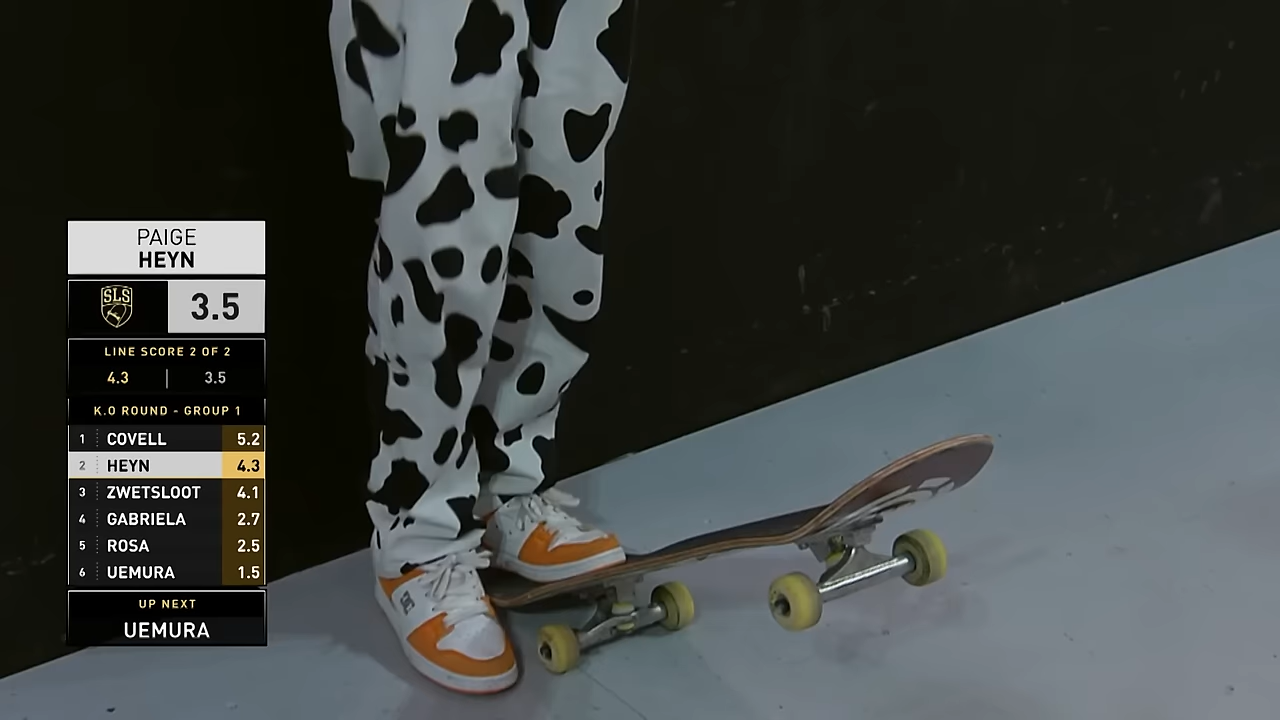 PAIGE
HEYN
SLS
3.5
LINE SCORE 2 OF 2
4.3 | 3.5
K.O ROUND - GROUP 1
1 COVELL 5.2
2 HEYN 4.3
3 ZWETSLOOT 4.1
4 GABRIELA 2.7
5 ROSA 2.5
6 UEMURA 1.5
UP NEXT
UEMURA